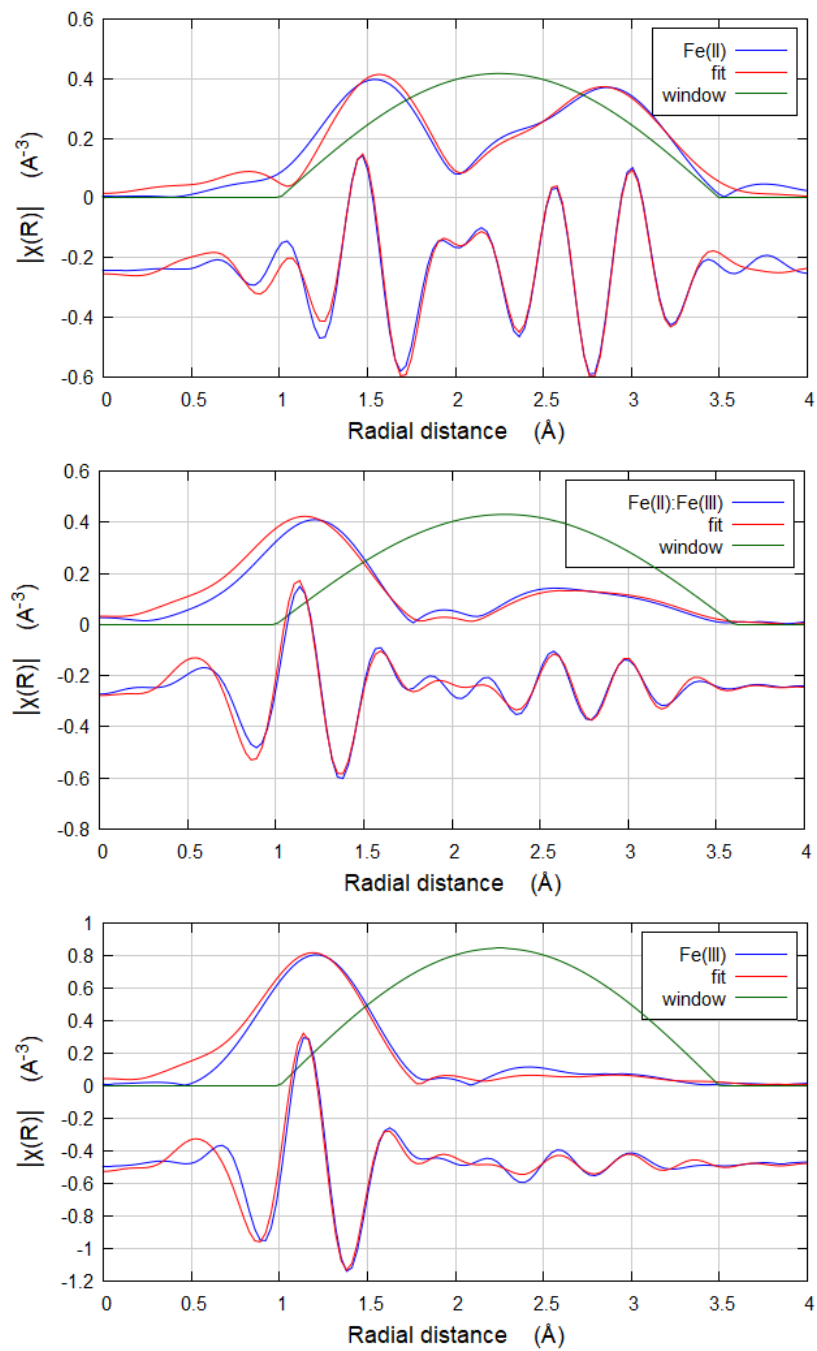 0.6
0.4
0.2
0
-0.2
-0.4
-0.6
|χ(R)| (A⁻³)
Fe(II)
fit
window
0 0.5 1 1.5 2 2.5 3 3.5 4
Radial distance (Å)
0.6
0.4
0.2
0
-0.2
-0.4
-0.6
-0.8
|χ(R)| (A⁻³)
Fe(II):Fe(III)
fit
window
0 0.5 1 1.5 2 2.5 3 3.5 4
Radial distance (Å)
1
0.8
0.6
0.4
0.2
0
-0.2
-0.4
-0.6
-0.8
-1
-1.2
|χ(R)| (A⁻³)
Fe(III)
fit
window
0 0.5 1 1.5 2 2.5 3 3.5 4
Radial distance (Å)